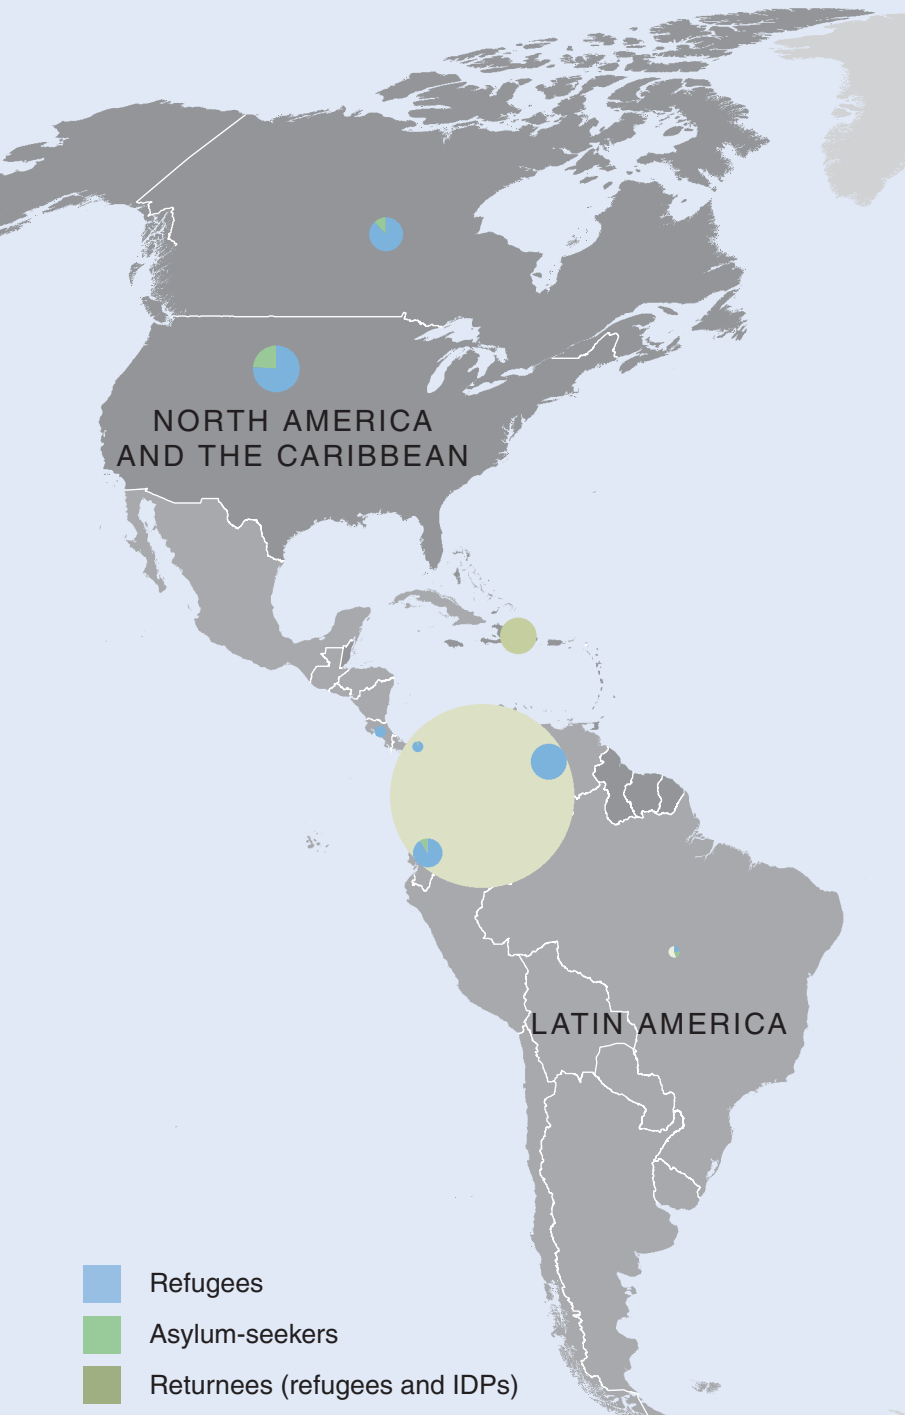 NORTH AMERICA
AND THE CARIBBEAN
LATIN AMERICA
Refugees
Asylum-seekers
Returnees (refugees and IDPs)